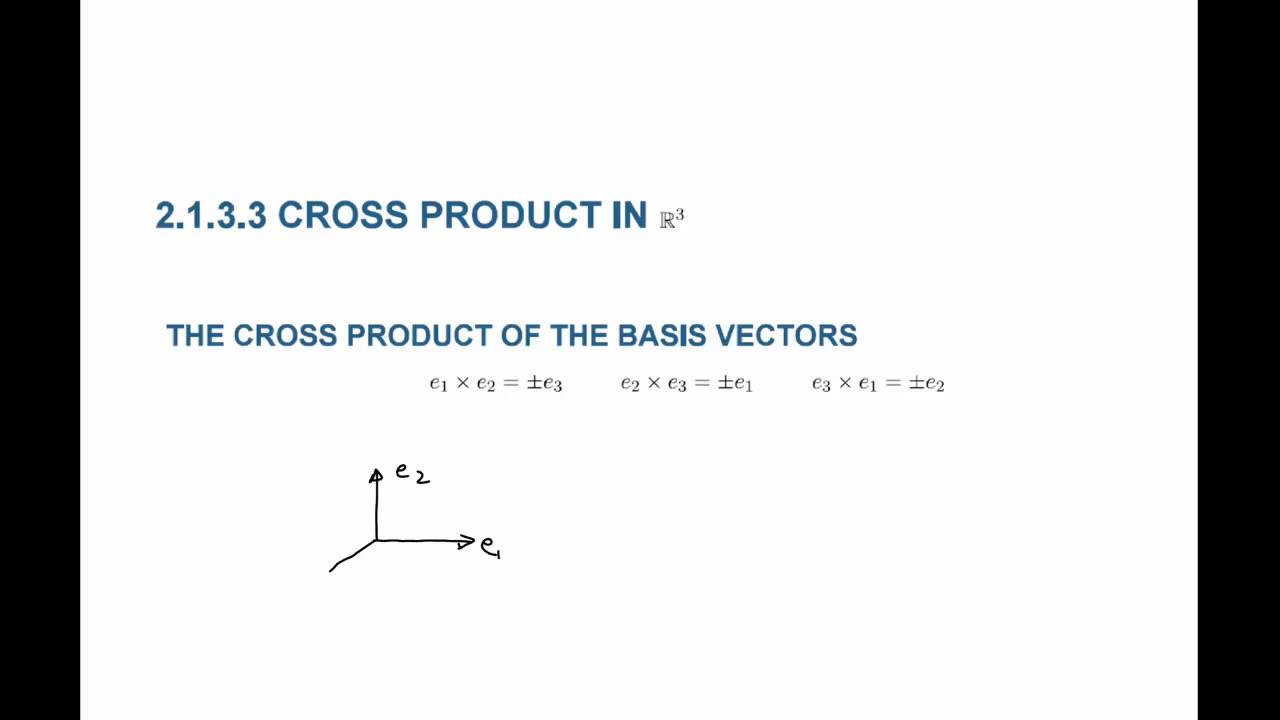 2.1.3.3 CROSS PRODUCT IN ℝ³
THE CROSS PRODUCT OF THE BASIS VECTORS
e₁ × e₂ = ±e₃ e₂ × e₃ = ±e₁ e₃ × e₁ = ±e₂
e₂
e₁